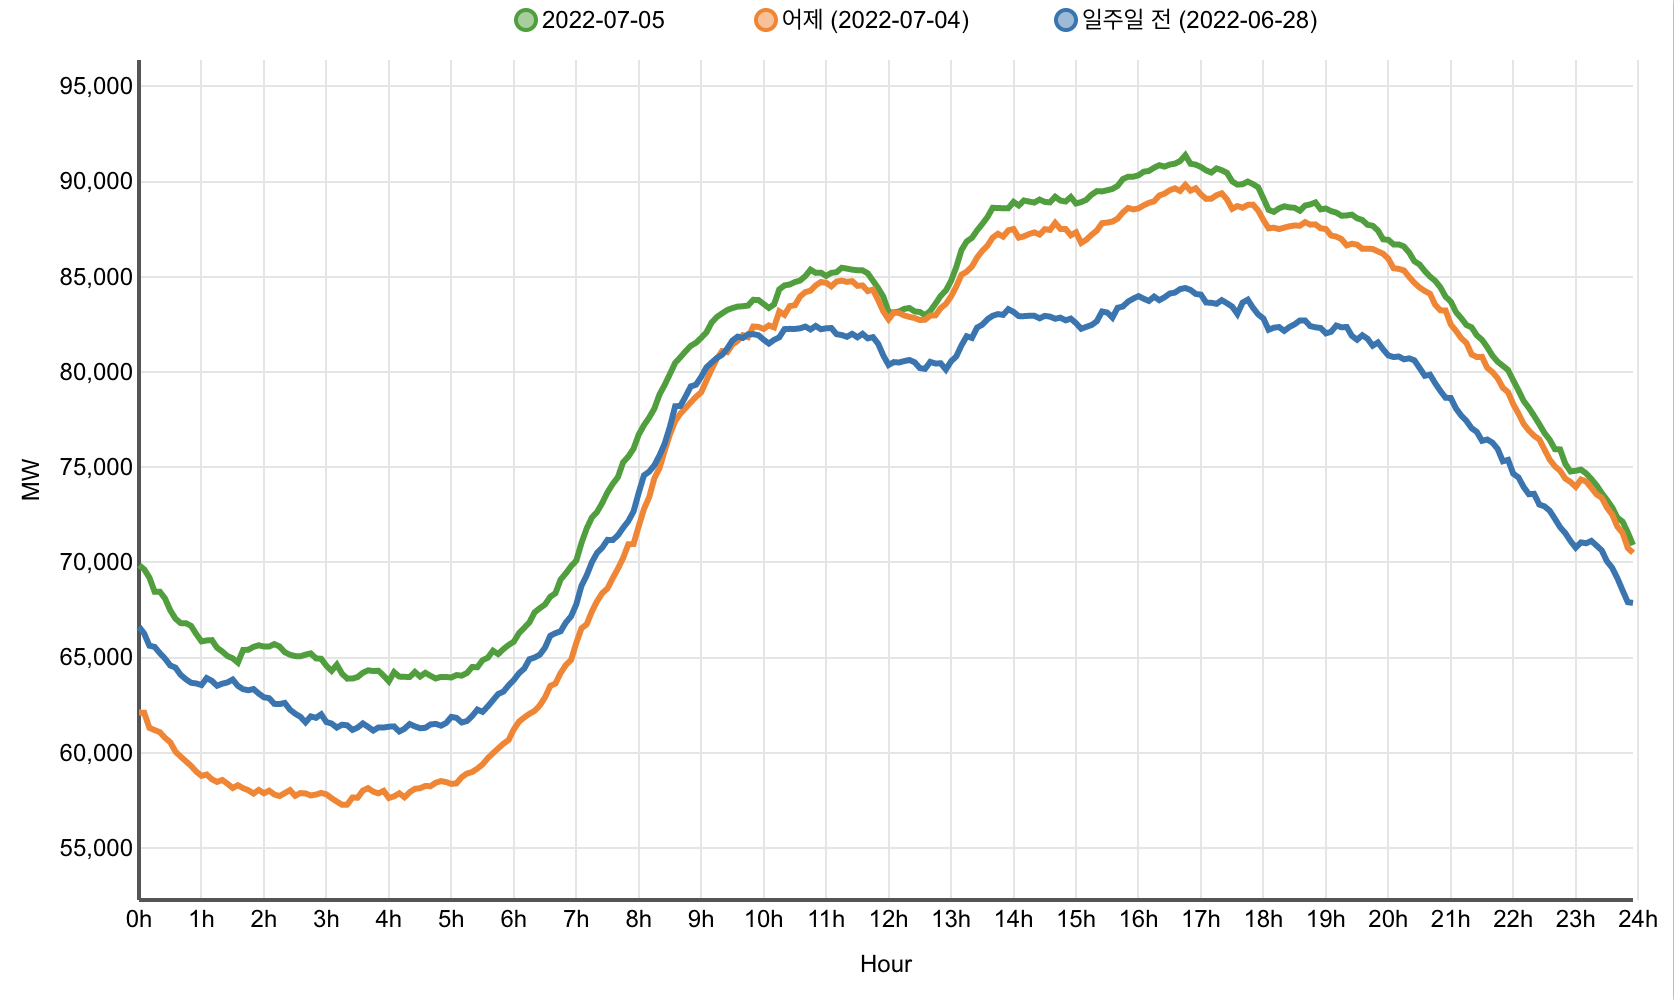 2022-07-05 어제 (2022-07-04) 일주일 전 (2022-06-28)
95,000
90,000
85,000
80,000
75,000
70,000
65,000
60,000
55,000
MW
0h 1h 2h 3h 4h 5h 6h 7h 8h 9h 10h 11h 12h 13h 14h 15h 16h 17h 18h 19h 20h 21h 22h 23h 24h
Hour